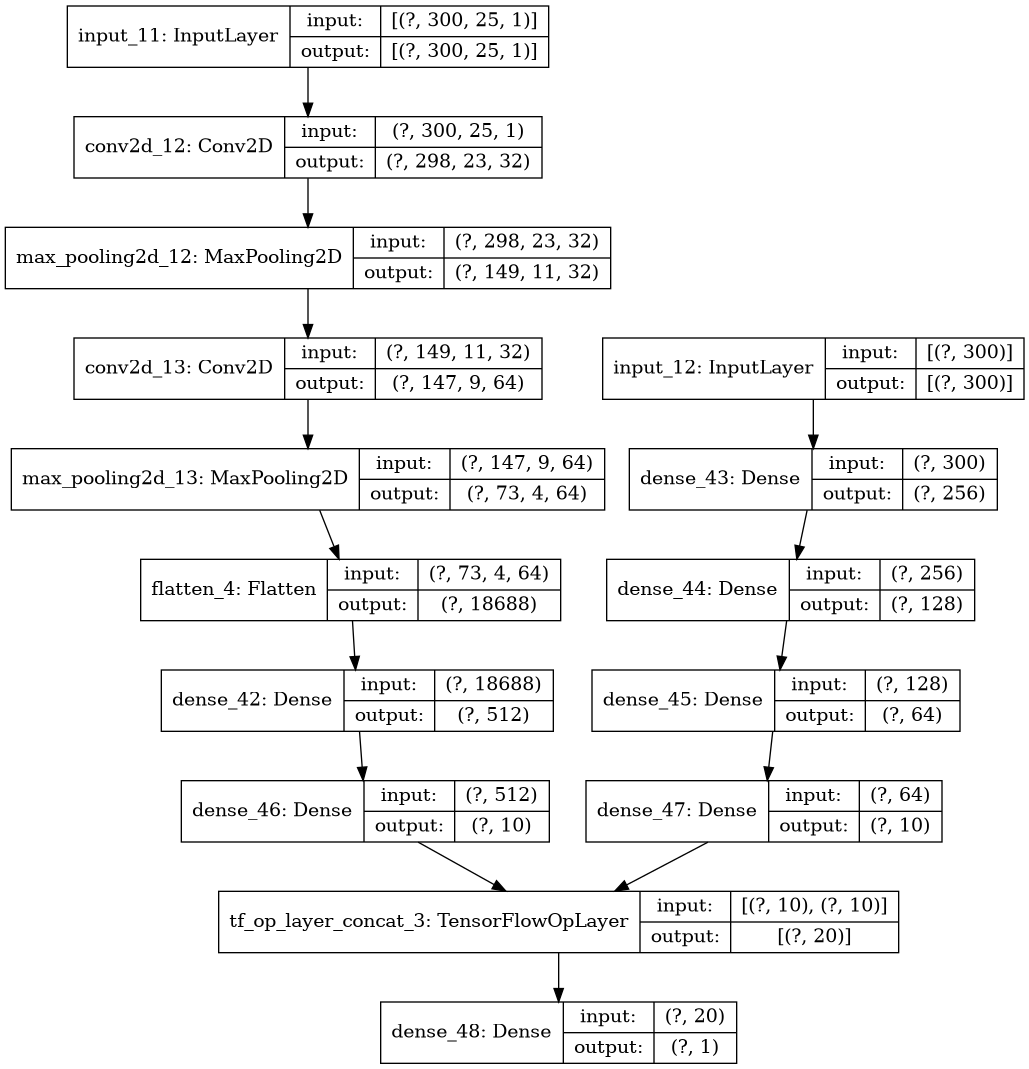 input_11: InputLayer
input: [(?, 300, 25, 1)]
output: [(?, 300, 25, 1)]
conv2d_12: Conv2D
input: (?, 300, 25, 1)
output: (?, 298, 23, 32)
max_pooling2d_12: MaxPooling2D
input: (?, 298, 23, 32)
output: (?, 149, 11, 32)
conv2d_13: Conv2D
input: (?, 149, 11, 32)
output: (?, 147, 9, 64)
input_12: InputLayer
input: [(?, 300)]
output: [(?, 300)]
max_pooling2d_13: MaxPooling2D
input: (?, 147, 9, 64)
output: (?, 73, 4, 64)
dense_43: Dense
input: (?, 300)
output: (?, 256)
flatten_4: Flatten
input: (?, 73, 4, 64)
output: (?, 18688)
dense_44: Dense
input: (?, 256)
output: (?, 128)
dense_42: Dense
input: (?, 18688)
output: (?, 512)
dense_45: Dense
input: (?, 128)
output: (?, 64)
dense_46: Dense
input: (?, 512)
output: (?, 10)
dense_47: Dense
input: (?, 64)
output: (?, 10)
tf_op_layer_concat_3: TensorFlowOpLayer
input: [(?, 10), (?, 10)]
output: [(?, 20)]
dense_48: Dense
input: (?, 20)
output: (?, 1)